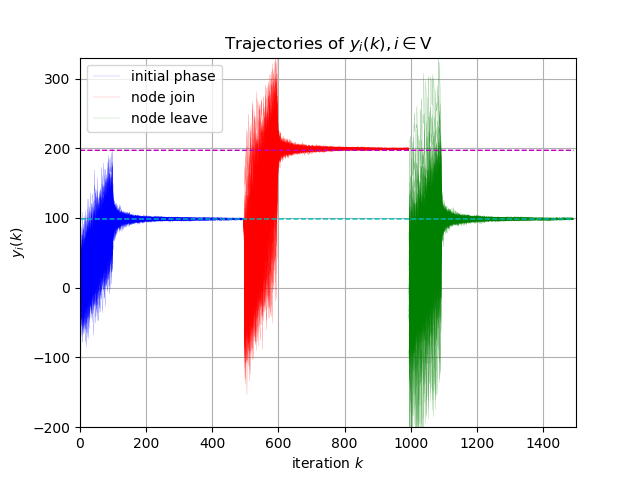 Trajectories of $y_i(k), i \in \mathrm{V}$
initial phase
node join
node leave
300
200
100
0
−100
−200
$y_i(k)$
0 200 400 600 800 1000 1200 1400
iteration $k$